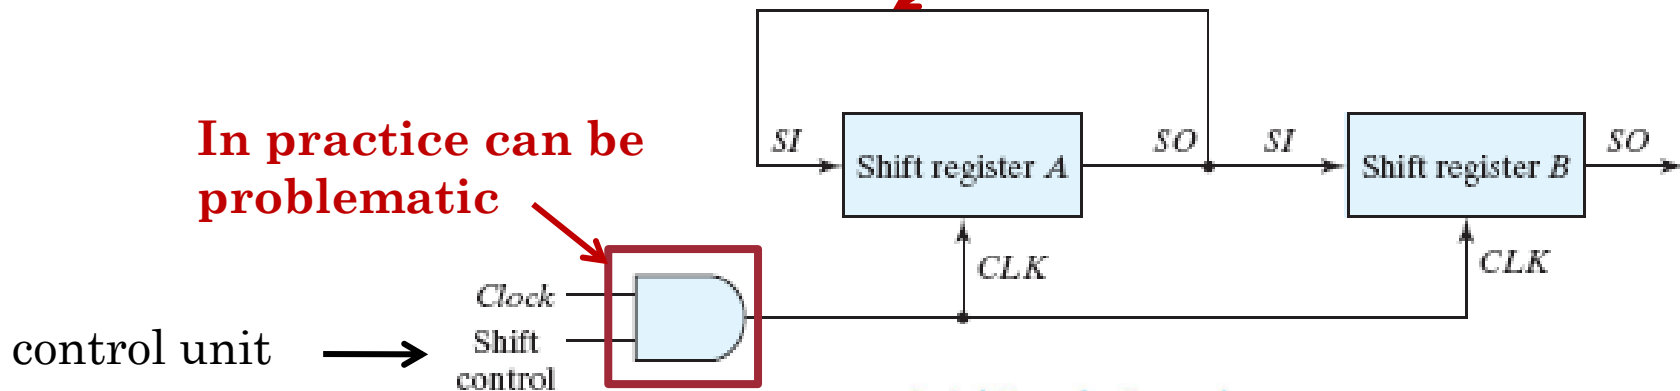 In practice can be
problematic
SI
Shift register A
SO
SI
Shift register B
SO
CLK
CLK
Clock
Shift
control
control unit